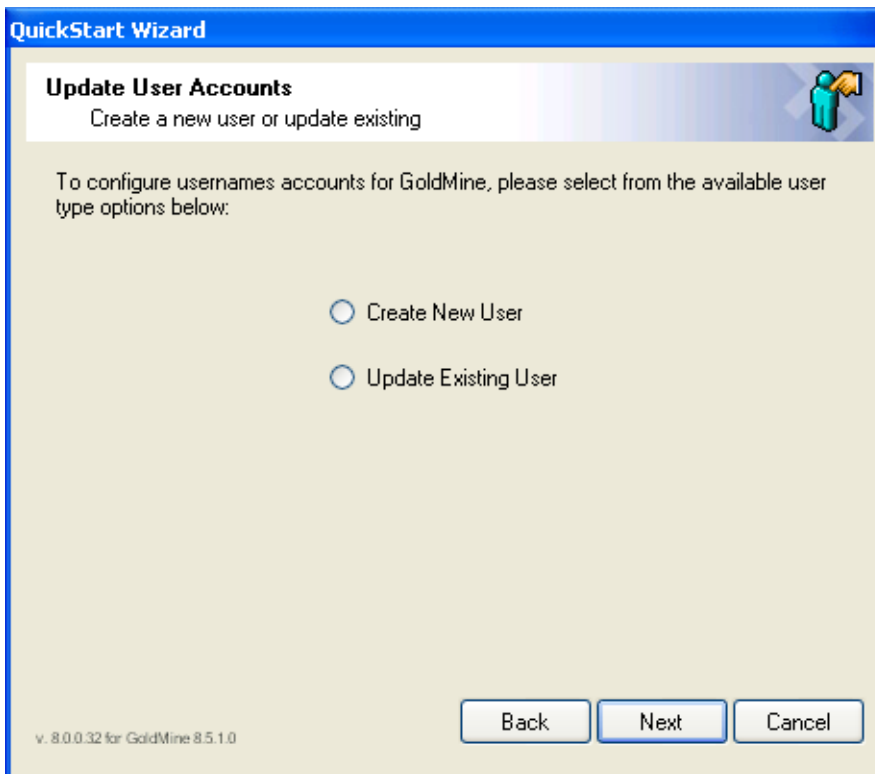 QuickStart Wizard
Update User Accounts
Create a new user or update existing
To configure usernames accounts for GoldMine, please select from the available user
type options below:
Create New User
Update Existing User
v. 8.0.0.32 for GoldMine 8.5.1.0
Back Next Cancel